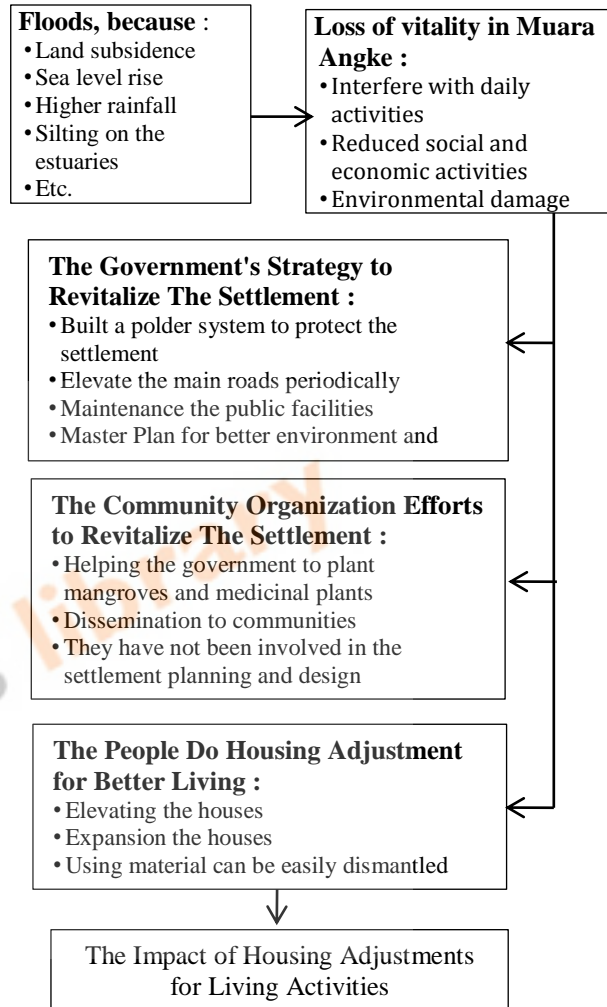 Floods, because :
• Land subsidence
• Sea level rise
• Higher rainfall
• Silting on the
estuaries
• Etc.
Loss of vitality in Muara
Angke :
• Interfere with daily
activities
• Reduced social and
economic activities
• Environmental damage
The Government's Strategy to
Revitalize The Settlement :
• Built a polder system to protect the
settlement
• Elevate the main roads periodically
• Maintenance the public facilities
• Master Plan for better environment and
The Community Organization Efforts
to Revitalize The Settlement :
• Helping the government to plant
mangroves and medicinal plants
• Dissemination to communities
• They have not been involved in the
settlement planning and design
The People Do Housing Adjustment
for Better Living :
• Elevating the houses
• Expansion the houses
• Using material can be easily dismantled
The Impact of Housing Adjustments
for Living Activities
library